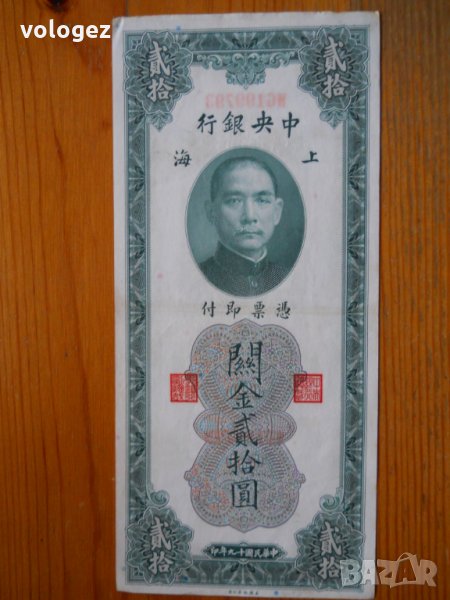 vologez
貳拾
貳拾
中央銀行
上海
憑票即付
關金貳拾圓
貳拾
貳拾
中華民國十九年印
BAZAR